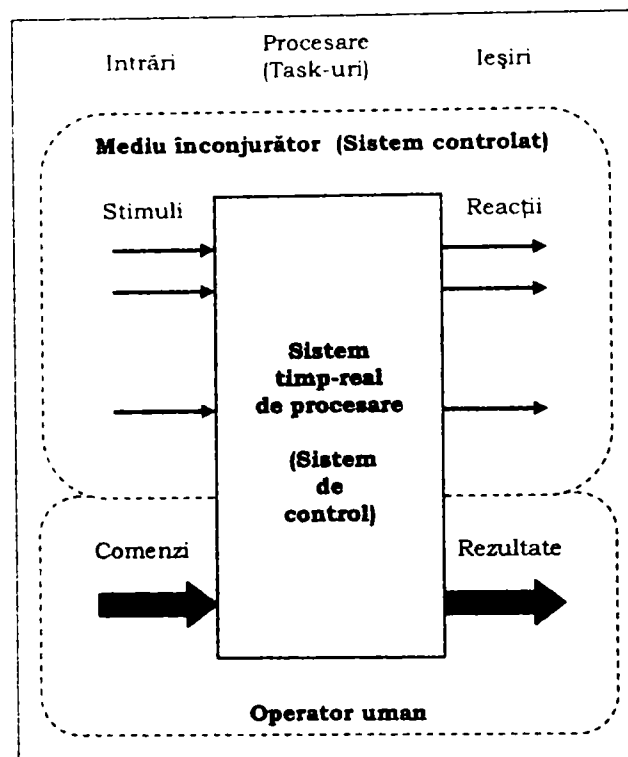 Intrări
Procesare
(Task-uri)
Ieşiri
Mediu înconjurător (Sistem controlat)
Stimuli
Reacţii
Sistem
timp-real
de procesare
(Sistem
de
control)
Comenzi
Rezultate
Operator uman